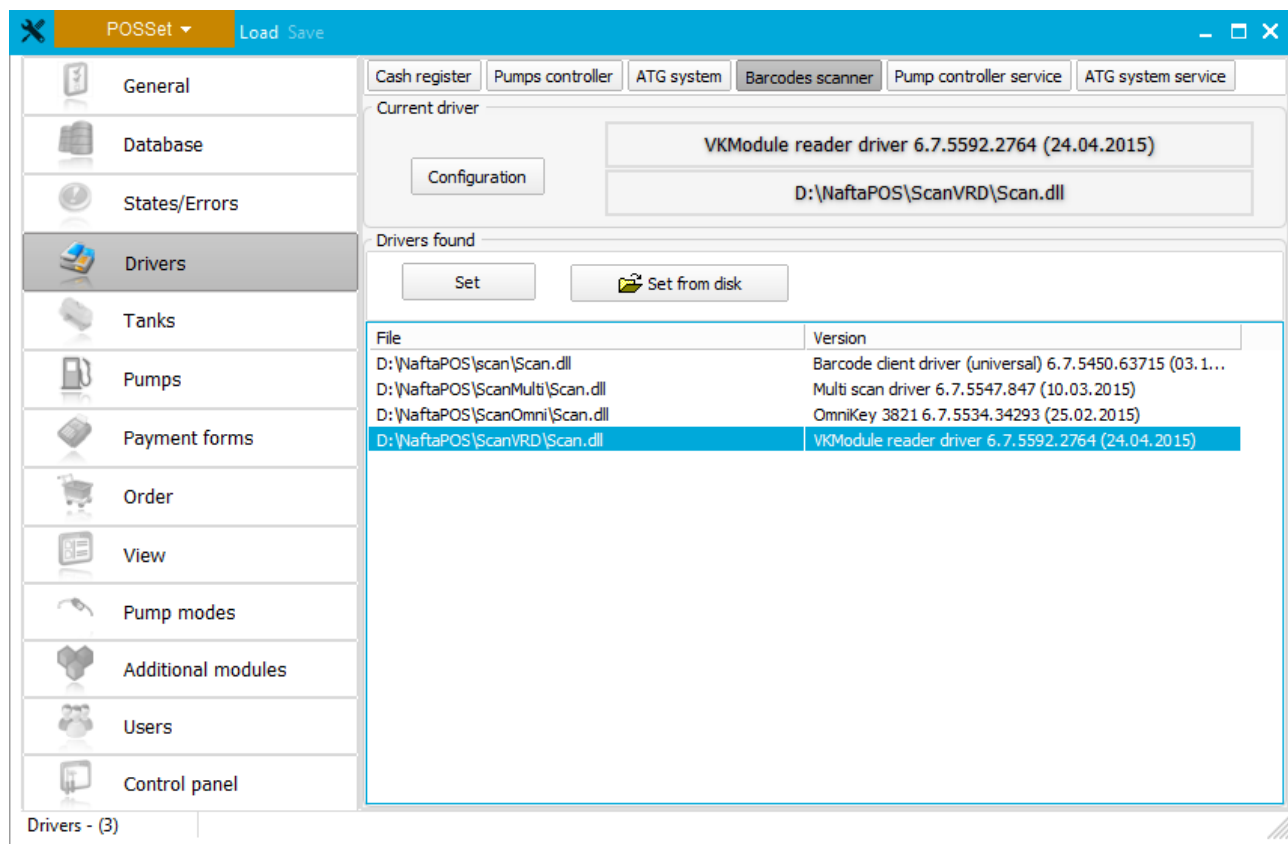 POSSet Load Save
General
Database
States/Errors
Drivers
Tanks
Pumps
Payment forms
Order
View
Pump modes
Additional modules
Users
Control panel
Cash register Pumps controller ATG system Barcodes scanner Pump controller service ATG system service
Current driver
Configuration
VKModule reader driver 6.7.5592.2764 (24.04.2015)
D:\NaftaPOS\ScanVRD\Scan.dll
Drivers found
Set Set from disk
File Version
D:\NaftaPOS\scan\Scan.dll Barcode client driver (universal) 6.7.5450.63715 (03.1...
D:\NaftaPOS\ScanMulti\Scan.dll Multi scan driver 6.7.5547.847 (10.03.2015)
D:\NaftaPOS\ScanOmni\Scan.dll OmniKey 3821 6.7.5534.34293 (25.02.2015)
D:\NaftaPOS\ScanVRD\Scan.dll VKModule reader driver 6.7.5592.2764 (24.04.2015)
Drivers - (3)